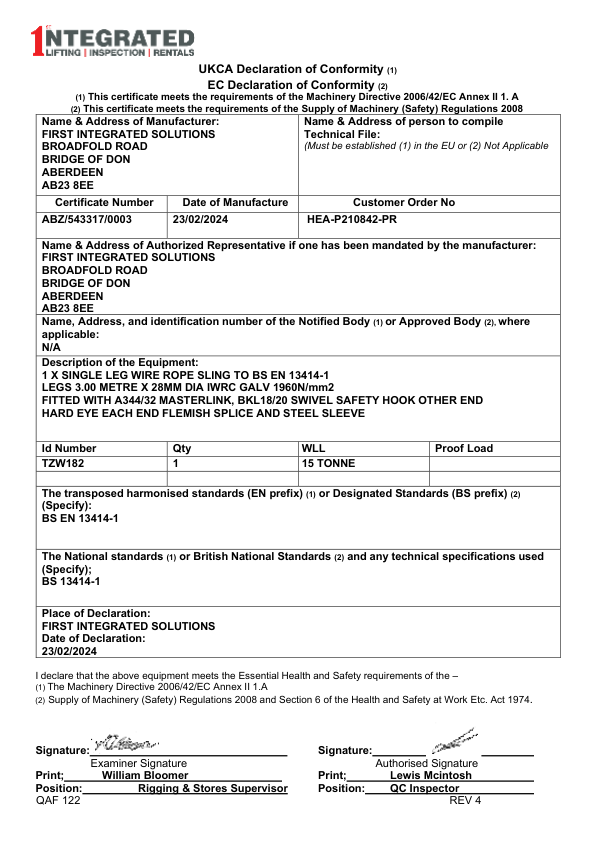 1ST INTEGRATED
LIFTING | INSPECTION | RENTALS
UKCA Declaration of Conformity (1)
EC Declaration of Conformity (2)
(1) This certificate meets the requirements of the Machinery Directive 2006/42/EC Annex II 1. A
(2) This certificate meets the requirements of the Supply of Machinery (Safety) Regulations 2008
Name & Address of Manufacturer:
FIRST INTEGRATED SOLUTIONS
BROADFOLD ROAD
BRIDGE OF DON
ABERDEEN
AB23 8EE
Name & Address of person to compile
Technical File:
(Must be established (1) in the EU or (2) Not Applicable
Certificate Number Date of Manufacture Customer Order No
ABZ/543317/0003 23/02/2024 HEA-P210842-PR
Name & Address of Authorized Representative if one has been mandated by the manufacturer:
FIRST INTEGRATED SOLUTIONS
BROADFOLD ROAD
BRIDGE OF DON
ABERDEEN
AB23 8EE
Name, Address, and identification number of the Notified Body (1) or Approved Body (2), where
applicable:
N/A
Description of the Equipment:
1 X SINGLE LEG WIRE ROPE SLING TO BS EN 13414-1
LEGS 3.00 METRE X 28MM DIA IWRC GALV 1960N/mm2
FITTED WITH A344/32 MASTERLINK, BKL18/20 SWIVEL SAFETY HOOK OTHER END
HARD EYE EACH END FLEMISH SPLICE AND STEEL SLEEVE
Id Number Qty WLL Proof Load
TZW182 1 15 TONNE
The transposed harmonised standards (EN prefix) (1) or Designated Standards (BS prefix) (2)
(Specify):
BS EN 13414-1
The National standards (1) or British National Standards (2) and any technical specifications used
(Specify);
BS 13414-1
Place of Declaration:
FIRST INTEGRATED SOLUTIONS
Date of Declaration:
23/02/2024
I declare that the above equipment meets the Essential Health and Safety requirements of the –
(1) The Machinery Directive 2006/42/EC Annex II 1.A
(2) Supply of Machinery (Safety) Regulations 2008 and Section 6 of the Health and Safety at Work Etc. Act 1974.
Signature: Signature:
Examiner Signature Authorised Signature
Print; William Bloomer Print; Lewis Mcintosh
Position: Rigging & Stores Supervisor Position: QC Inspector
QAF 122 REV 4